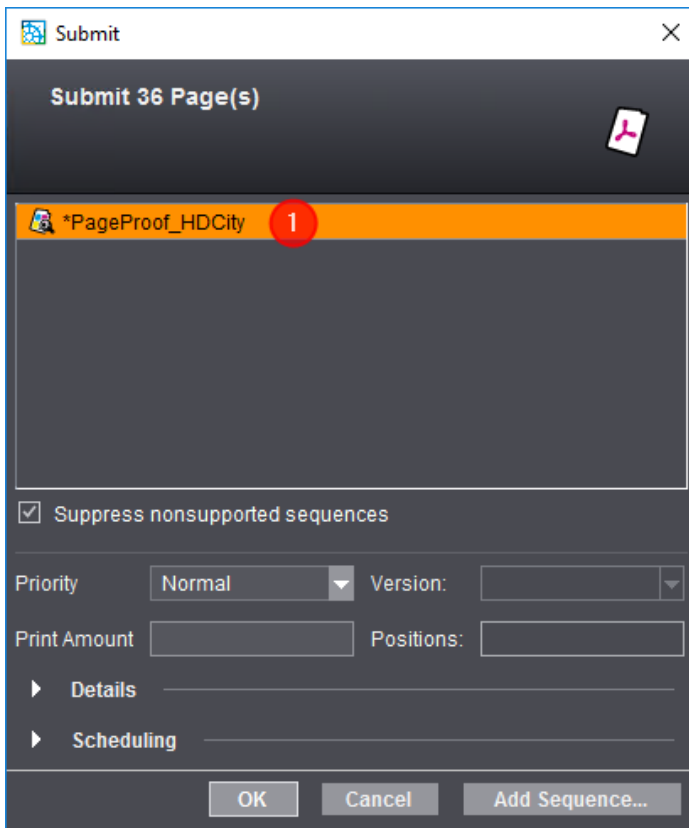 Submit
Submit 36 Page(s)
*PageProof_HDCity 1
Suppress nonsupported sequences
Priority Normal Version:
Print Amount Positions:
Details
Scheduling
OK Cancel Add Sequence...